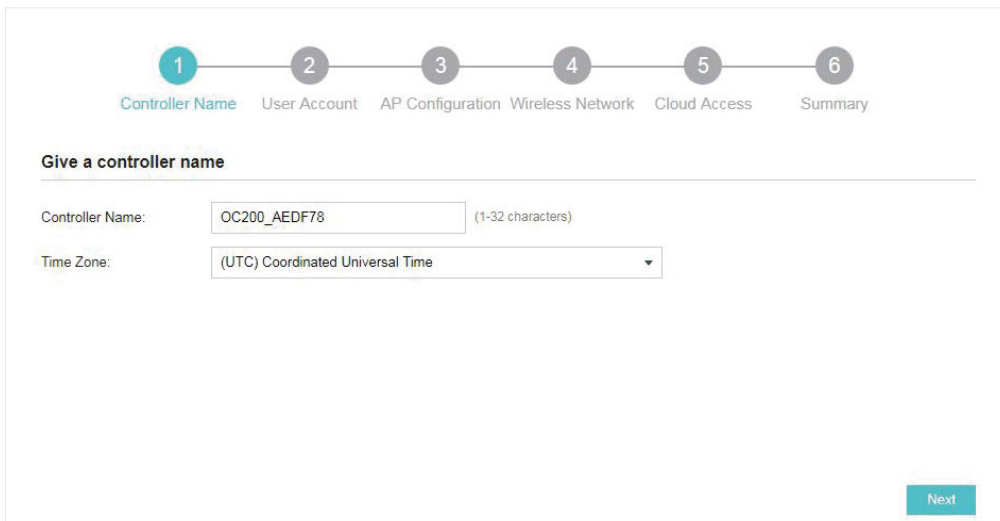 1 2 3 4 5 6
Controller Name User Account AP Configuration Wireless Network Cloud Access Summary
Give a controller name
Controller Name: OC200_AEDF78 (1-32 characters)
Time Zone: (UTC) Coordinated Universal Time
Next